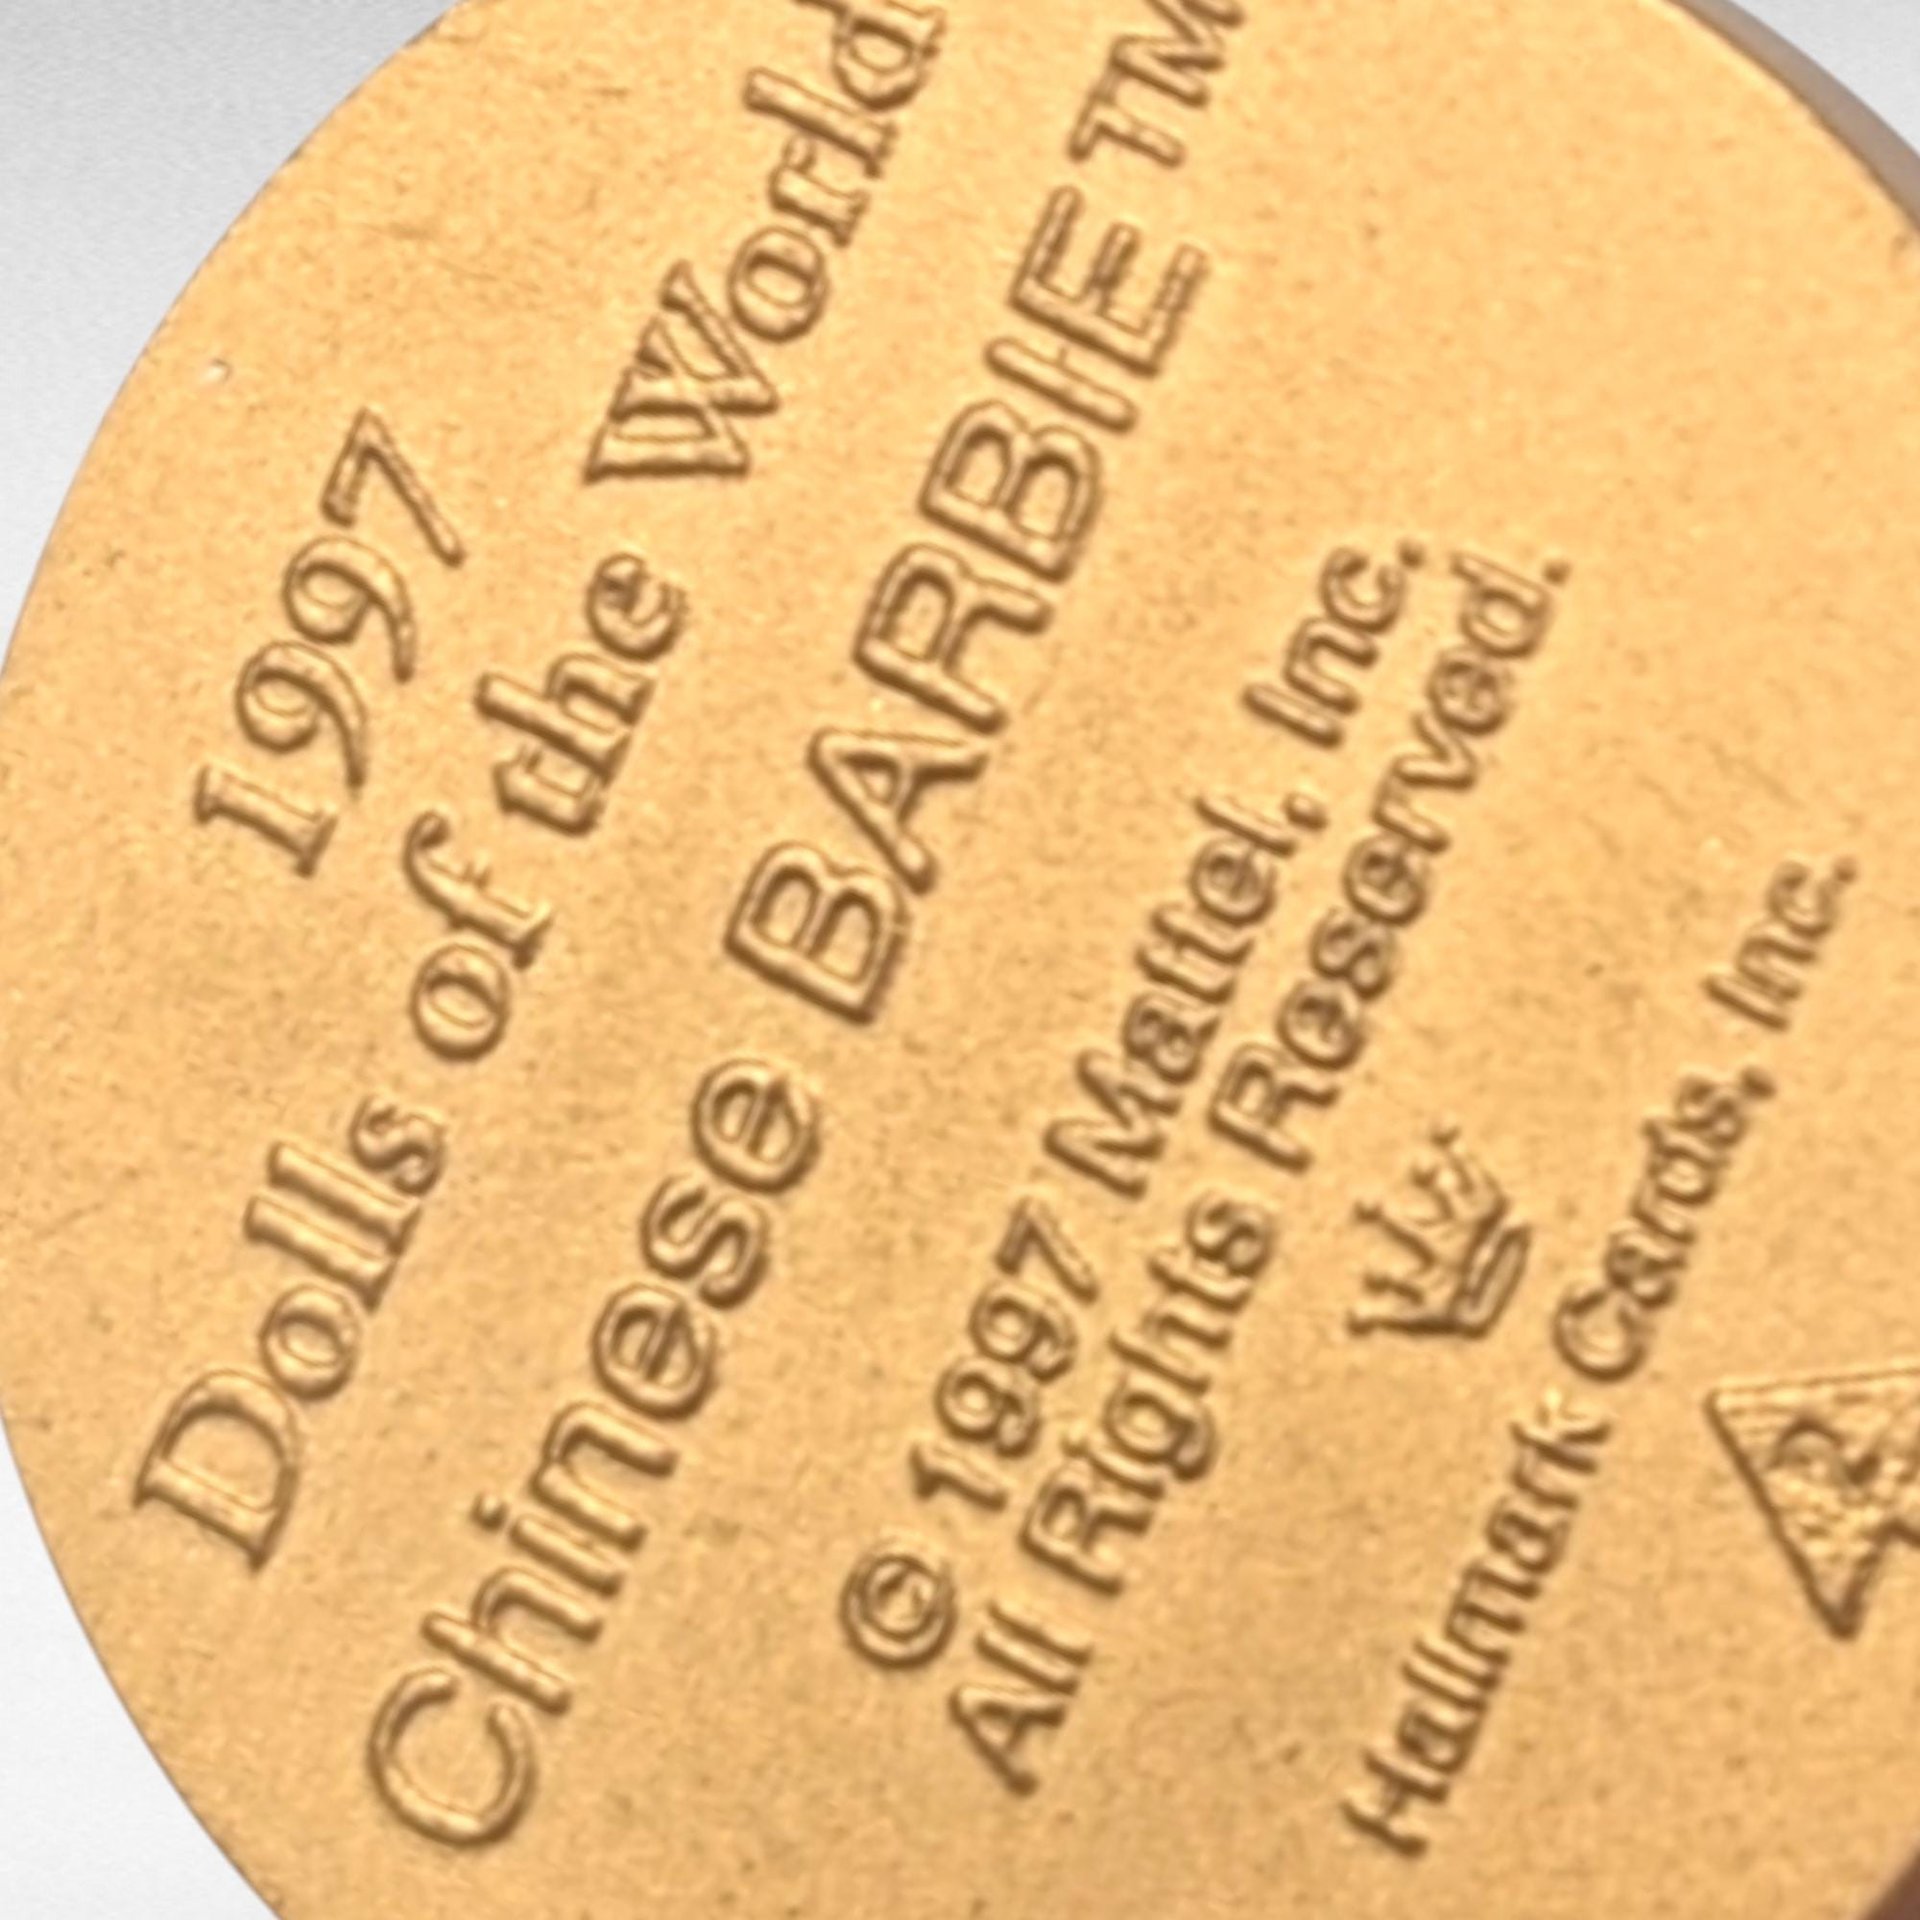 1997
Dolls of the World
Chinese BARBIE TM
© 1997 Mattel, Inc.
All Rights Reserved.
Hallmark Cards, Inc.